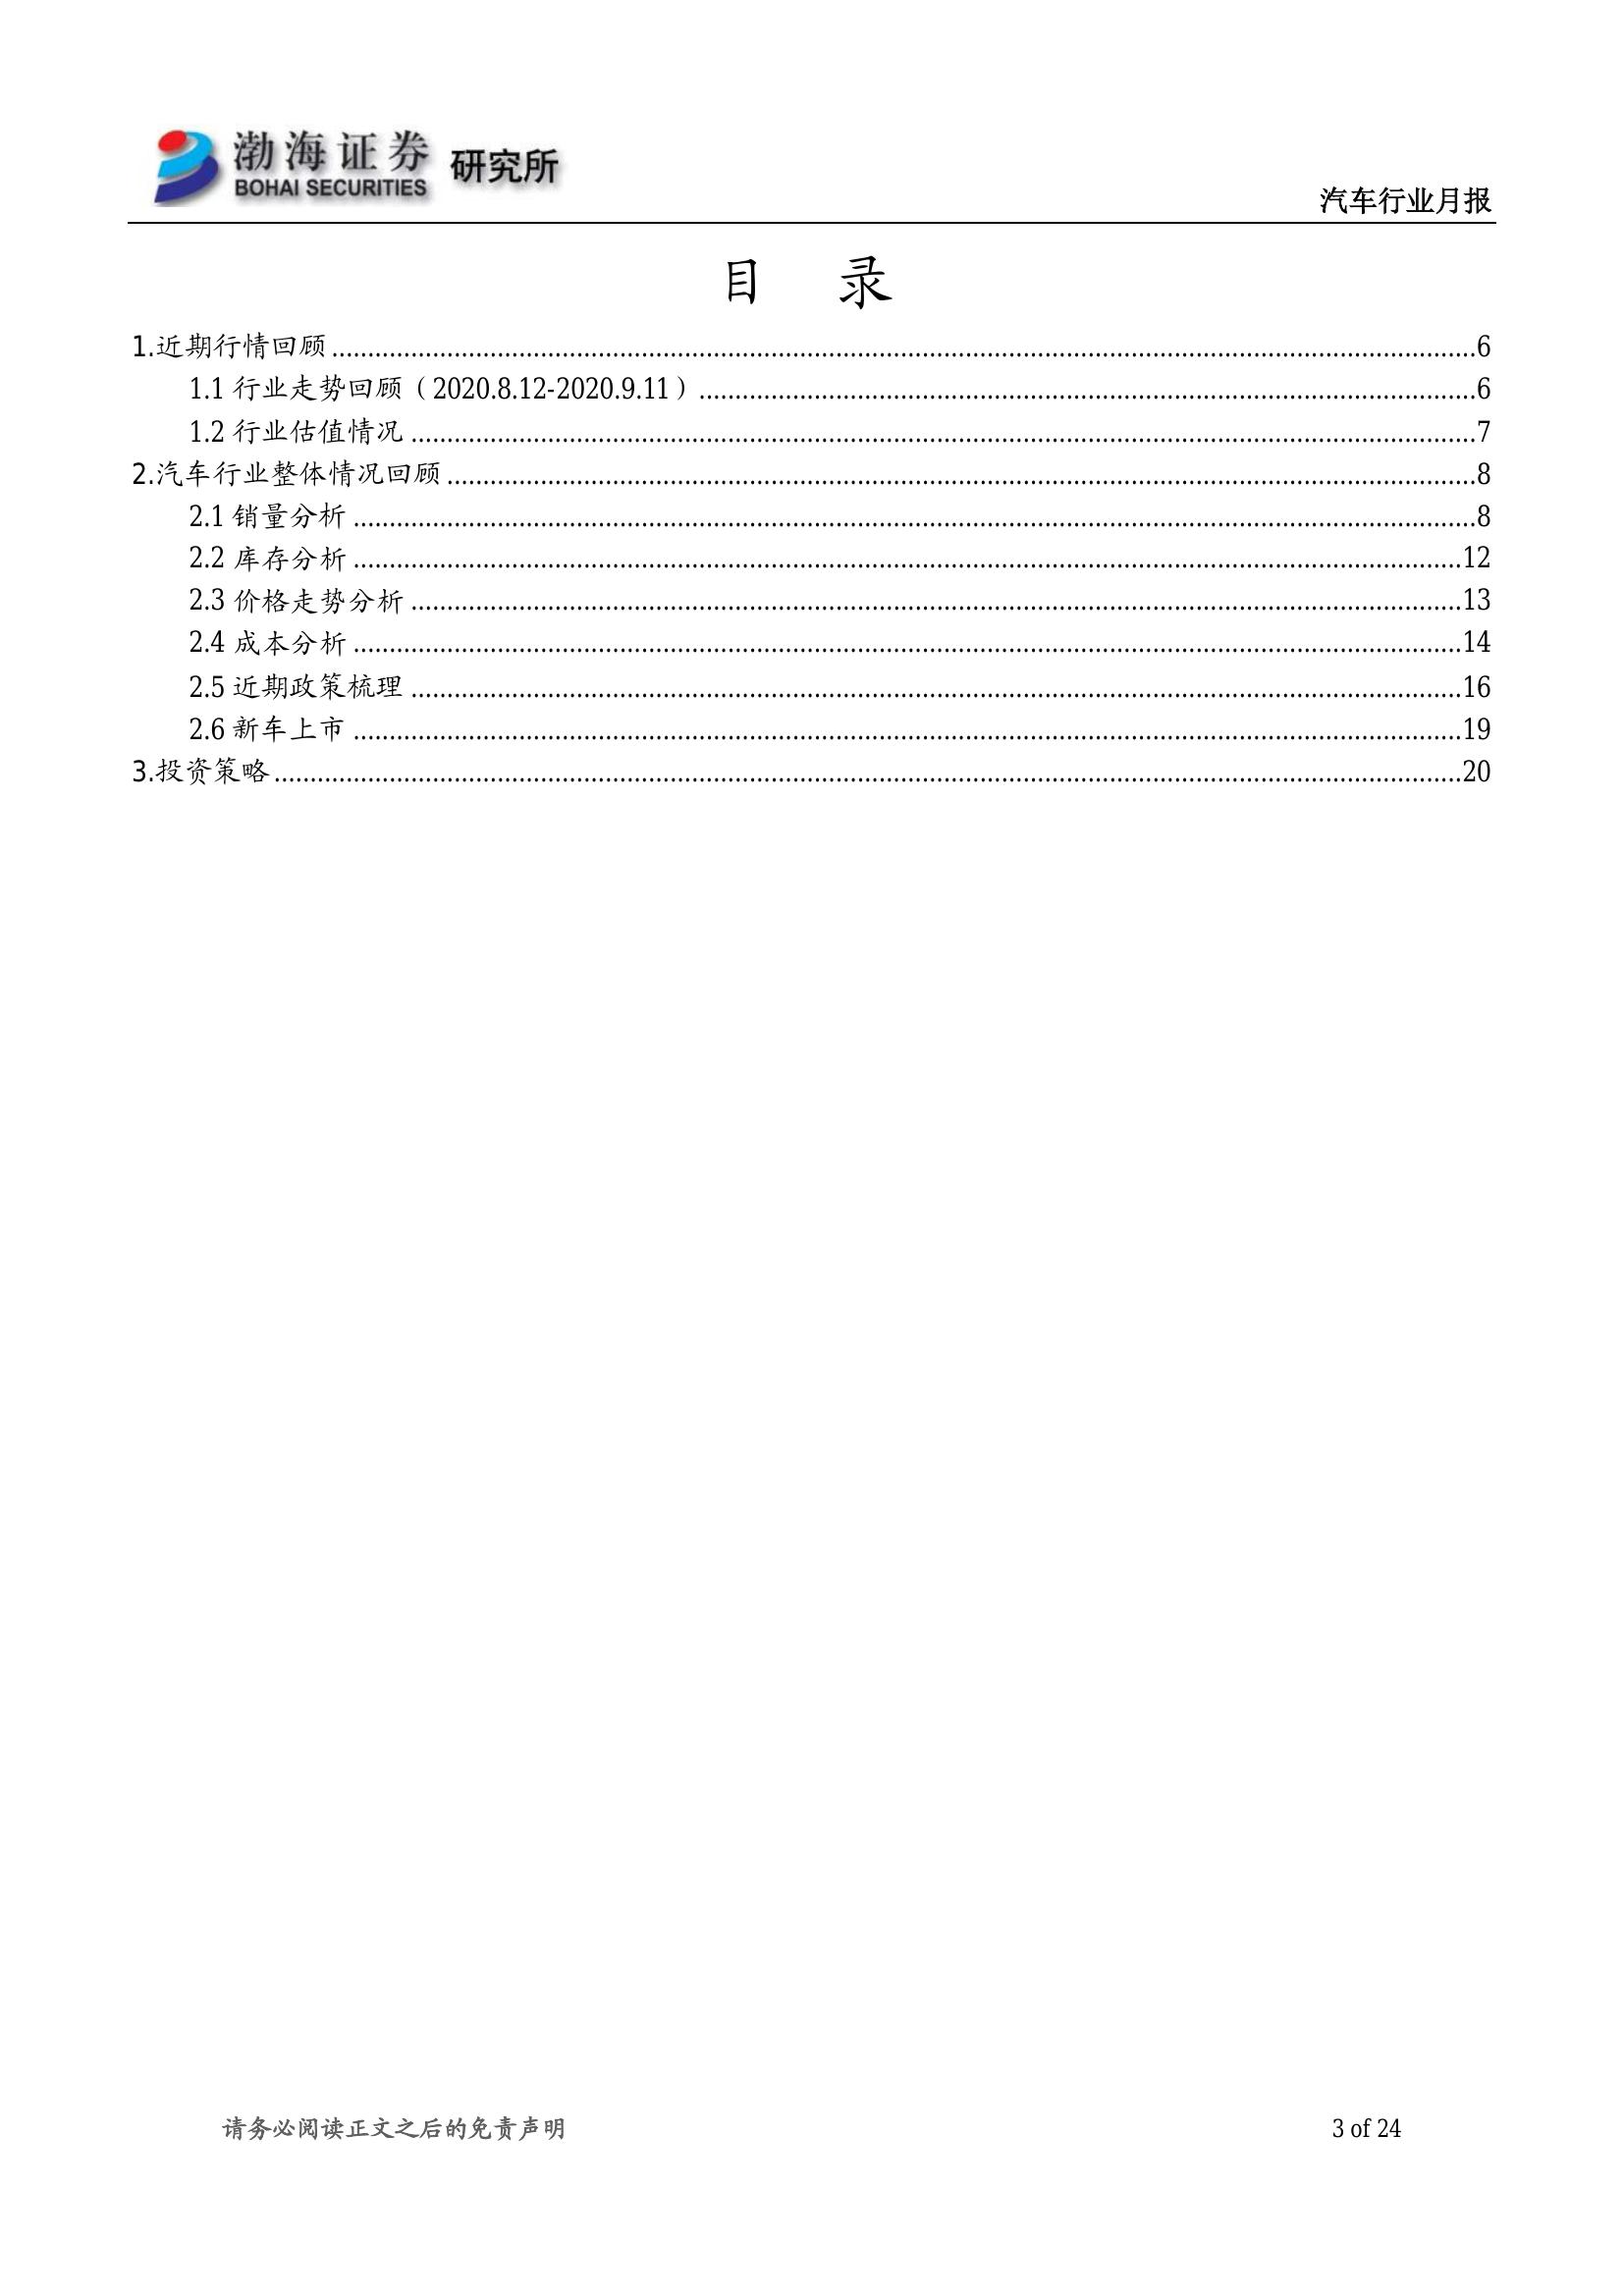 渤海证券 研究所
BOHAI SECURITIES
汽车行业月报
目 录
1.近期行情回顾........................................6
1.1 行业走势回顾（2020.8.12-2020.9.11）........................................6
1.2 行业估值情况........................................7
2.汽车行业整体情况回顾........................................8
2.1 销量分析........................................8
2.2 库存分析........................................12
2.3 价格走势分析........................................13
2.4 成本分析........................................14
2.5 近期政策梳理........................................16
2.6 新车上市........................................19
3.投资策略........................................20
请务必阅读正文之后的免责声明 3 of 24